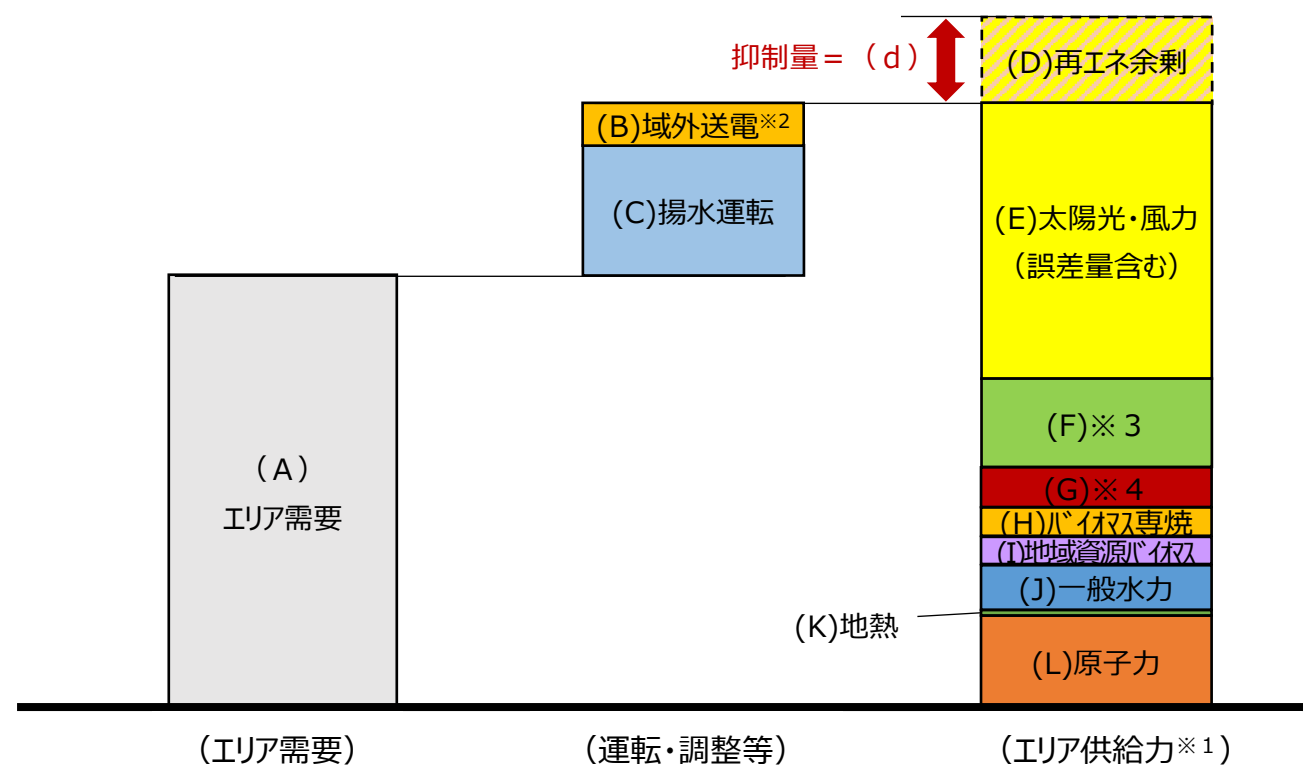 抑制量=（ｄ）
(D)再エネ余剰
(B)域外送電※2
(C)揚水運転
(E)太陽光・風力
（誤差量含む）
(F)※３
（A）
エリア需要
(G)※４
(H)ﾊﾞｲｵﾏｽ専焼
(I)地域資源ﾊﾞｲｵﾏｽ
(J)一般水力
(K)地熱
(L)原子力
（エリア需要）
（運転・調整等）
（エリア供給力※1）